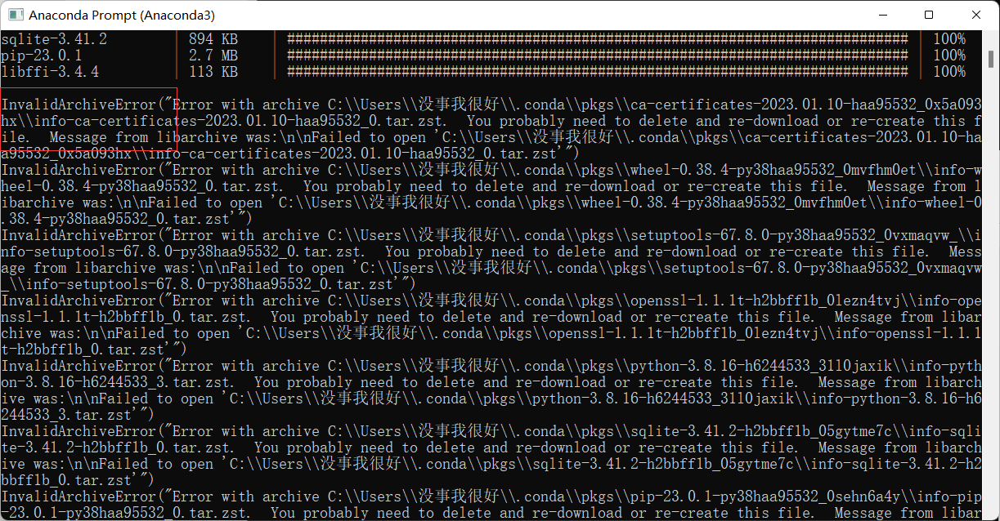 Anaconda Prompt (Anaconda3)
sqlite-3.41.2 | 894 KB | ############################################################################ | 100%
pip-23.0.1 | 2.7 MB | ############################################################################ | 100%
libffi-3.4.4 | 113 KB | ############################################################################ | 100%
InvalidArchiveError("Error with archive C:\\Users\\没事我很好\\.conda\\pkgs\\ca-certificates-2023.01.10-haa95532_0x5a093
hx\\info-ca-certificates-2023.01.10-haa95532_0.tar.zst.  You probably need to delete and re-download or re-create this f
ile.  Message from libarchive was:\n\nFailed to open 'C:\\Users\\没事我很好\\.conda\\pkgs\\ca-certificates-2023.01.10-ha
a95532_0x5a093hx\\info-ca-certificates-2023.01.10-haa95532_0.tar.zst'")
InvalidArchiveError("Error with archive C:\\Users\\没事我很好\\.conda\\pkgs\\wheel-0.38.4-py38haa95532_0mvfhm0et\\info-w
heel-0.38.4-py38haa95532_0.tar.zst.  You probably need to delete and re-download or re-create this file.  Message from l
ibarchive was:\n\nFailed to open 'C:\\Users\\没事我很好\\.conda\\pkgs\\wheel-0.38.4-py38haa95532_0mvfhm0et\\info-wheel-0
.38.4-py38haa95532_0.tar.zst'")
InvalidArchiveError("Error with archive C:\\Users\\没事我很好\\.conda\\pkgs\\setuptools-67.8.0-py38haa95532_0vxmaqvw_\\i
nfo-setuptools-67.8.0-py38haa95532_0.tar.zst.  You probably need to delete and re-download or re-create this file.  Mess
age from libarchive was:\n\nFailed to open 'C:\\Users\\没事我很好\\.conda\\pkgs\\setuptools-67.8.0-py38haa95532_0vxmaqvw
_\\info-setuptools-67.8.0-py38haa95532_0.tar.zst'")
InvalidArchiveError("Error with archive C:\\Users\\没事我很好\\.conda\\pkgs\\openssl-1.1.1t-h2bbff1b_0lezn4tvj\\info-ope
nssl-1.1.1t-h2bbff1b_0.tar.zst.  You probably need to delete and re-download or re-create this file.  Message from libar
chive was:\n\nFailed to open 'C:\\Users\\没事我很好\\.conda\\pkgs\\openssl-1.1.1t-h2bbff1b_0lezn4tvj\\info-openssl-1.1.1
t-h2bbff1b_0.tar.zst'")
InvalidArchiveError("Error with archive C:\\Users\\没事我很好\\.conda\\pkgs\\python-3.8.16-h6244533_3ll0jaxik\\info-pyth
on-3.8.16-h6244533_3.tar.zst.  You probably need to delete and re-download or re-create this file.  Message from libarch
ive was:\n\nFailed to open 'C:\\Users\\没事我很好\\.conda\\pkgs\\python-3.8.16-h6244533_3ll0jaxik\\info-python-3.8.16-h6
244533_3.tar.zst'")
InvalidArchiveError("Error with archive C:\\Users\\没事我很好\\.conda\\pkgs\\sqlite-3.41.2-h2bbff1b_05gytme7c\\info-sqli
te-3.41.2-h2bbff1b_0.tar.zst.  You probably need to delete and re-download or re-create this file.  Message from libarch
ive was:\n\nFailed to open 'C:\\Users\\没事我很好\\.conda\\pkgs\\sqlite-3.41.2-h2bbff1b_05gytme7c\\info-sqlite-3.41.2-h2
bbff1b_0.tar.zst'")
InvalidArchiveError("Error with archive C:\\Users\\没事我很好\\.conda\\pkgs\\pip-23.0.1-py38haa95532_0sehn6a4y\\info-pip
-23.0.1-py38haa95532_0.tar.zst.  You probably need to delete and re-download or re-create this file.  Message from libar